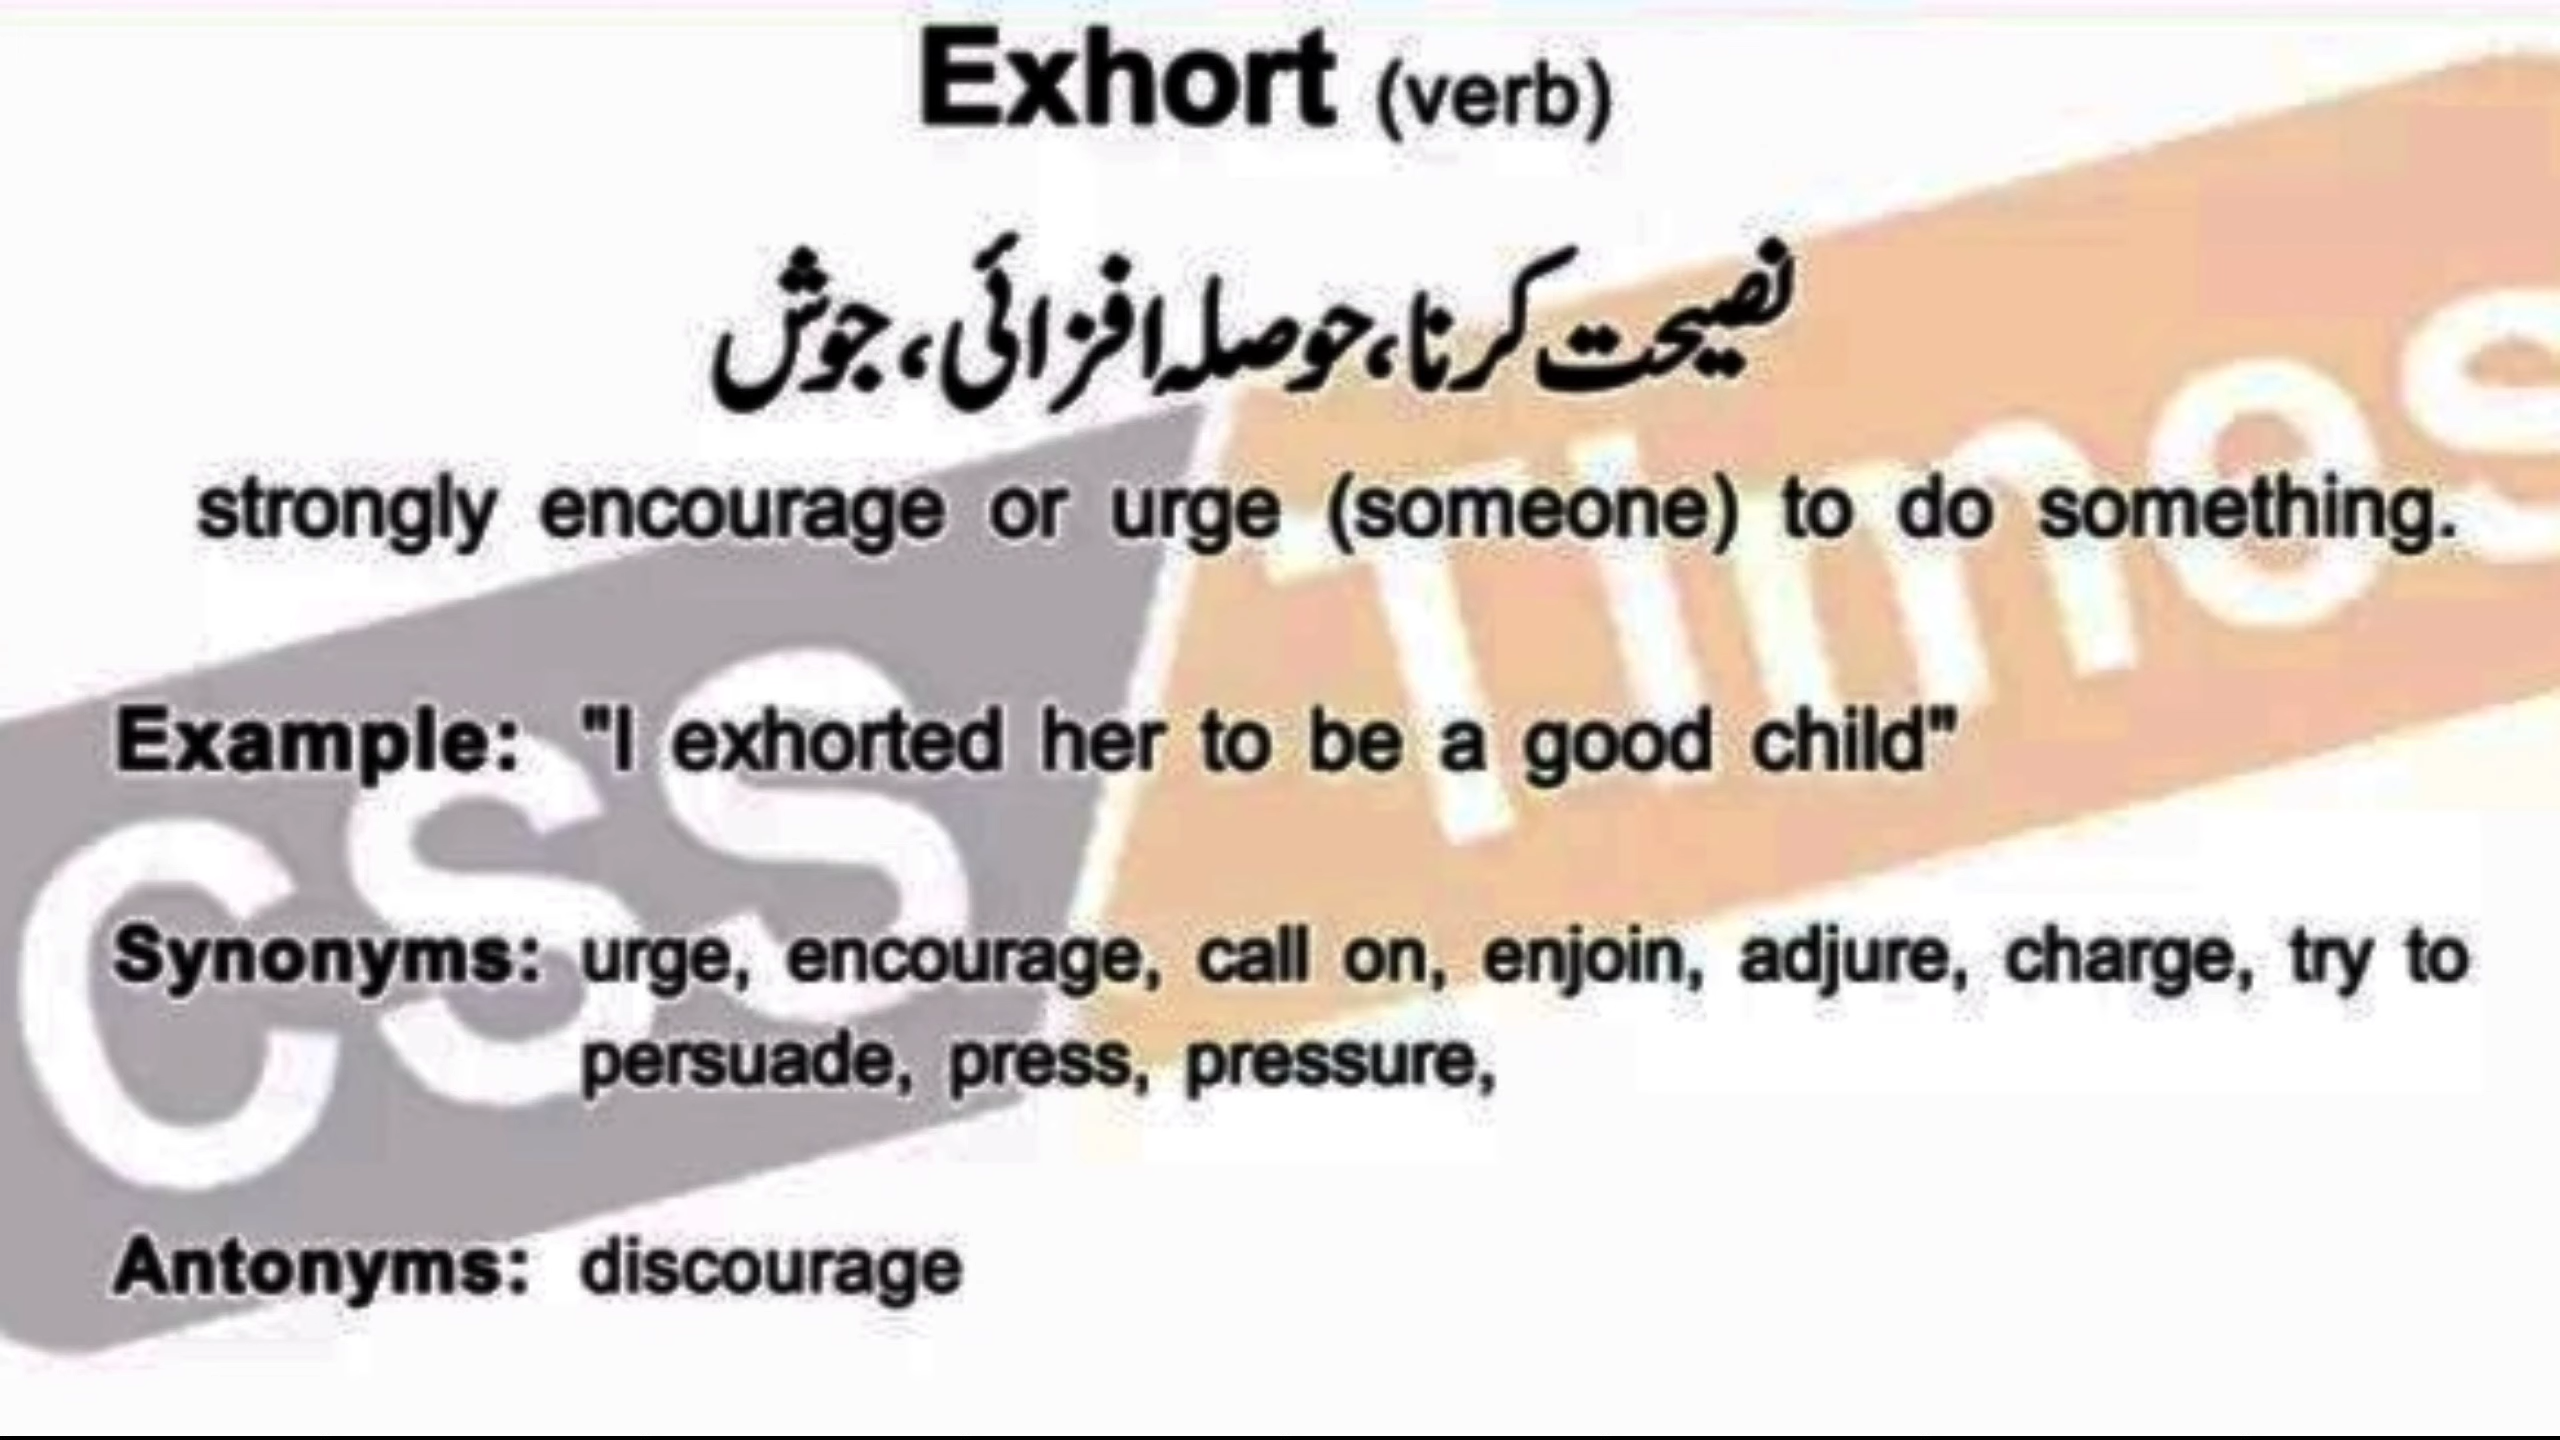 Exhort (verb)
نصیحت کرنا، حوصلہ افزائی، جوش
strongly encourage or urge (someone) to do something.
Example: "I exhorted her to be a good child"
Synonyms: urge, encourage, call on, enjoin, adjure, charge, try to
persuade, press, pressure,
Antonyms: discourage
CSS Times